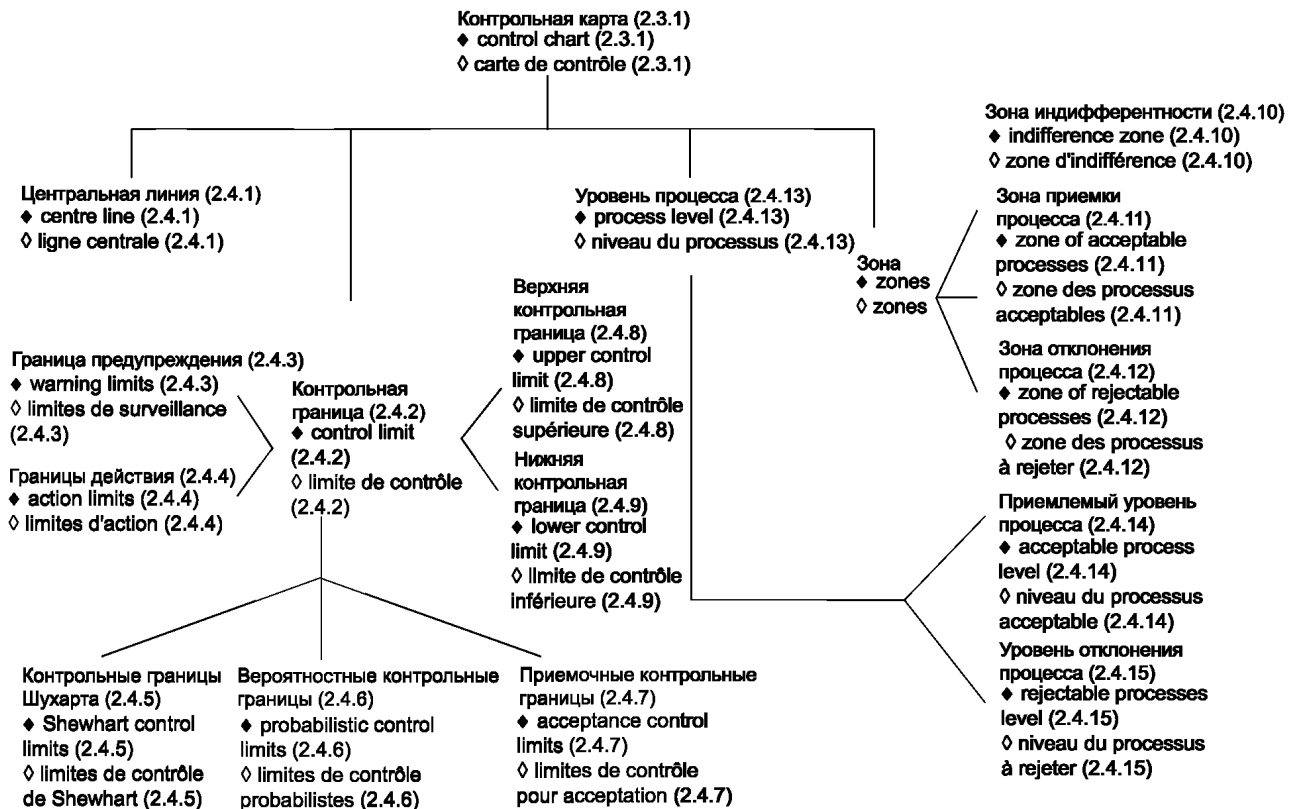 Контрольная карта (2.3.1)
♦ control chart (2.3.1)
◊ carte de contrôle (2.3.1)
Центральная линия (2.4.1)
♦ centre line (2.4.1)
◊ ligne centrale (2.4.1)
Уровень процесса (2.4.13)
♦ process level (2.4.13)
◊ niveau du processus (2.4.13)
Зона
♦ zones
◊ zones
Зона индифферентности (2.4.10)
♦ indifference zone (2.4.10)
◊ zone d'indifférence (2.4.10)
Зона приемки
процесса (2.4.11)
♦ zone of acceptable
processes (2.4.11)
◊ zone des processus
acceptables (2.4.11)
Зона отклонения
процесса (2.4.12)
♦ zone of rejectable
processes (2.4.12)
◊ zone des processus
à rejeter (2.4.12)
Граница предупреждения (2.4.3)
♦ warning limits (2.4.3)
◊ limites de surveillance
(2.4.3)
Границы действия (2.4.4)
♦ action limits (2.4.4)
◊ limites d'action (2.4.4)
Контрольная
граница (2.4.2)
♦ control limit
(2.4.2)
◊ limite de contrôle
(2.4.2)
Верхняя
контрольная
граница (2.4.8)
♦ upper control
limit (2.4.8)
◊ limite de contrôle
supérieure (2.4.8)
Нижняя
контрольная
граница (2.4.9)
♦ lower control
limit (2.4.9)
◊ limite de contrôle
inférieure (2.4.9)
Приемлемый уровень
процесса (2.4.14)
♦ acceptable process
level (2.4.14)
◊ niveau du processus
acceptable (2.4.14)
Уровень отклонения
процесса (2.4.15)
♦ rejectable processes
level (2.4.15)
◊ niveau du processus
à rejeter (2.4.15)
Контрольные границы
Шухарта (2.4.5)
♦ Shewhart control
limits (2.4.5)
◊ limites de contrôle
de Shewhart (2.4.5)
Вероятностные контрольные
границы (2.4.6)
♦ probabilistic control
limits (2.4.6)
◊ limites de contrôle
probabilistes (2.4.6)
Приемочные контрольные
границы (2.4.7)
♦ acceptance control
limits (2.4.7)
◊ limites de contrôle
pour acceptation (2.4.7)